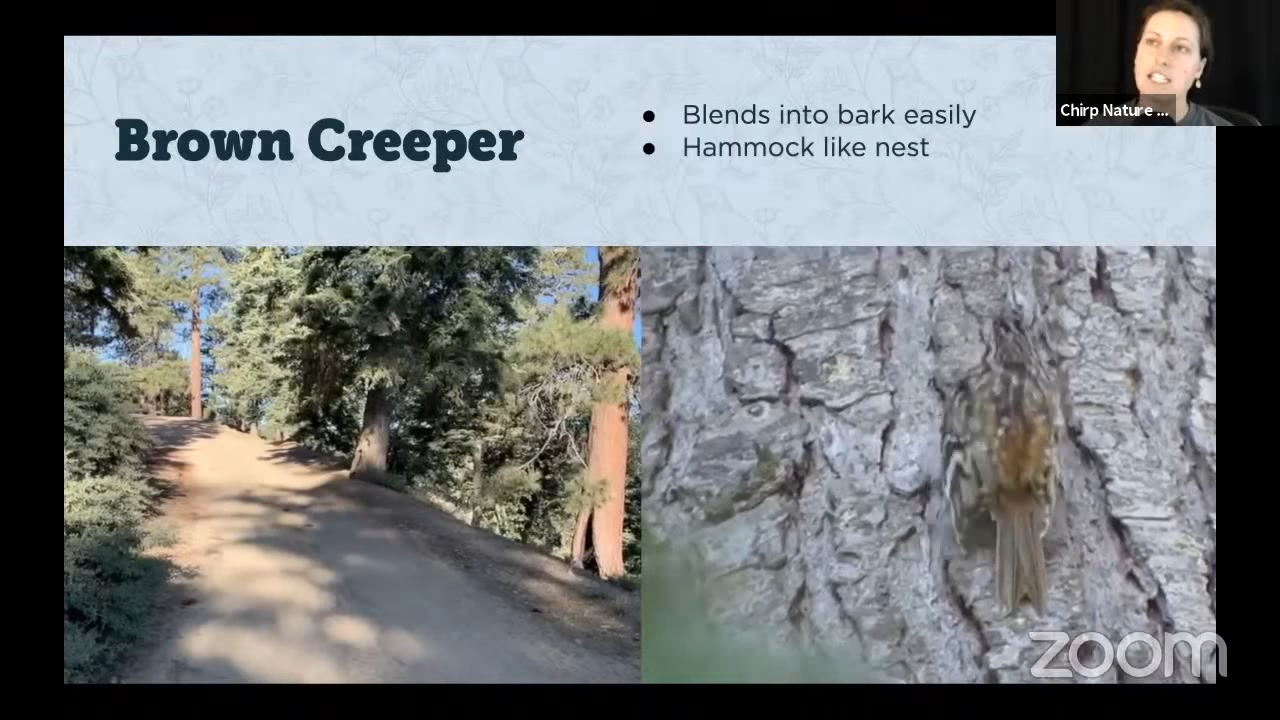 Brown Creeper
● Blends into bark easily
● Hammock like nest
Chirp Nature ...
zoom